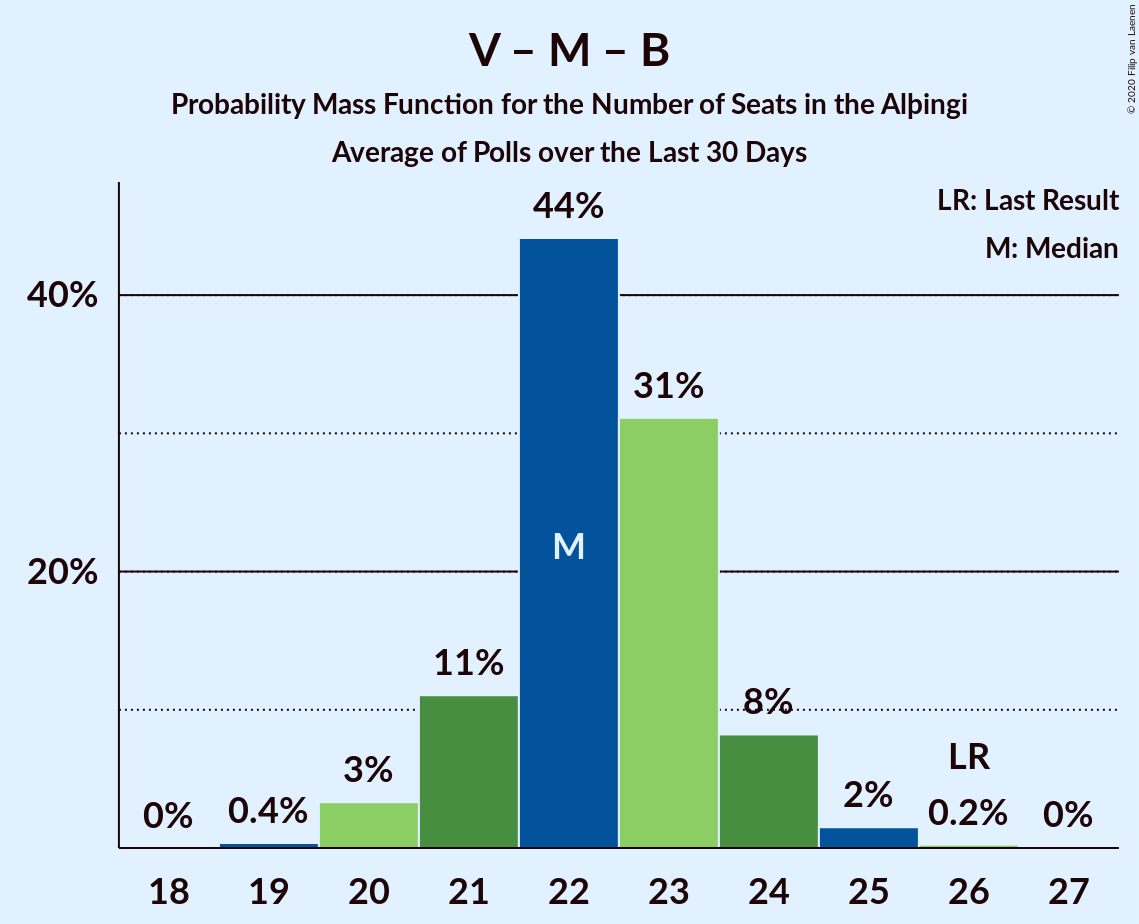 V – M – B
Probability Mass Function for the Number of Seats in the Alþingi
Average of Polls over the Last 30 Days
© 2020 Filip van Laenen
LR: Last Result
M: Median
44%
40%
31%
M
20%
11%
8%
LR
3%
2%
0%
0.4%
0.2%
0%
18 19 20 21 22 23 24 25 26 27